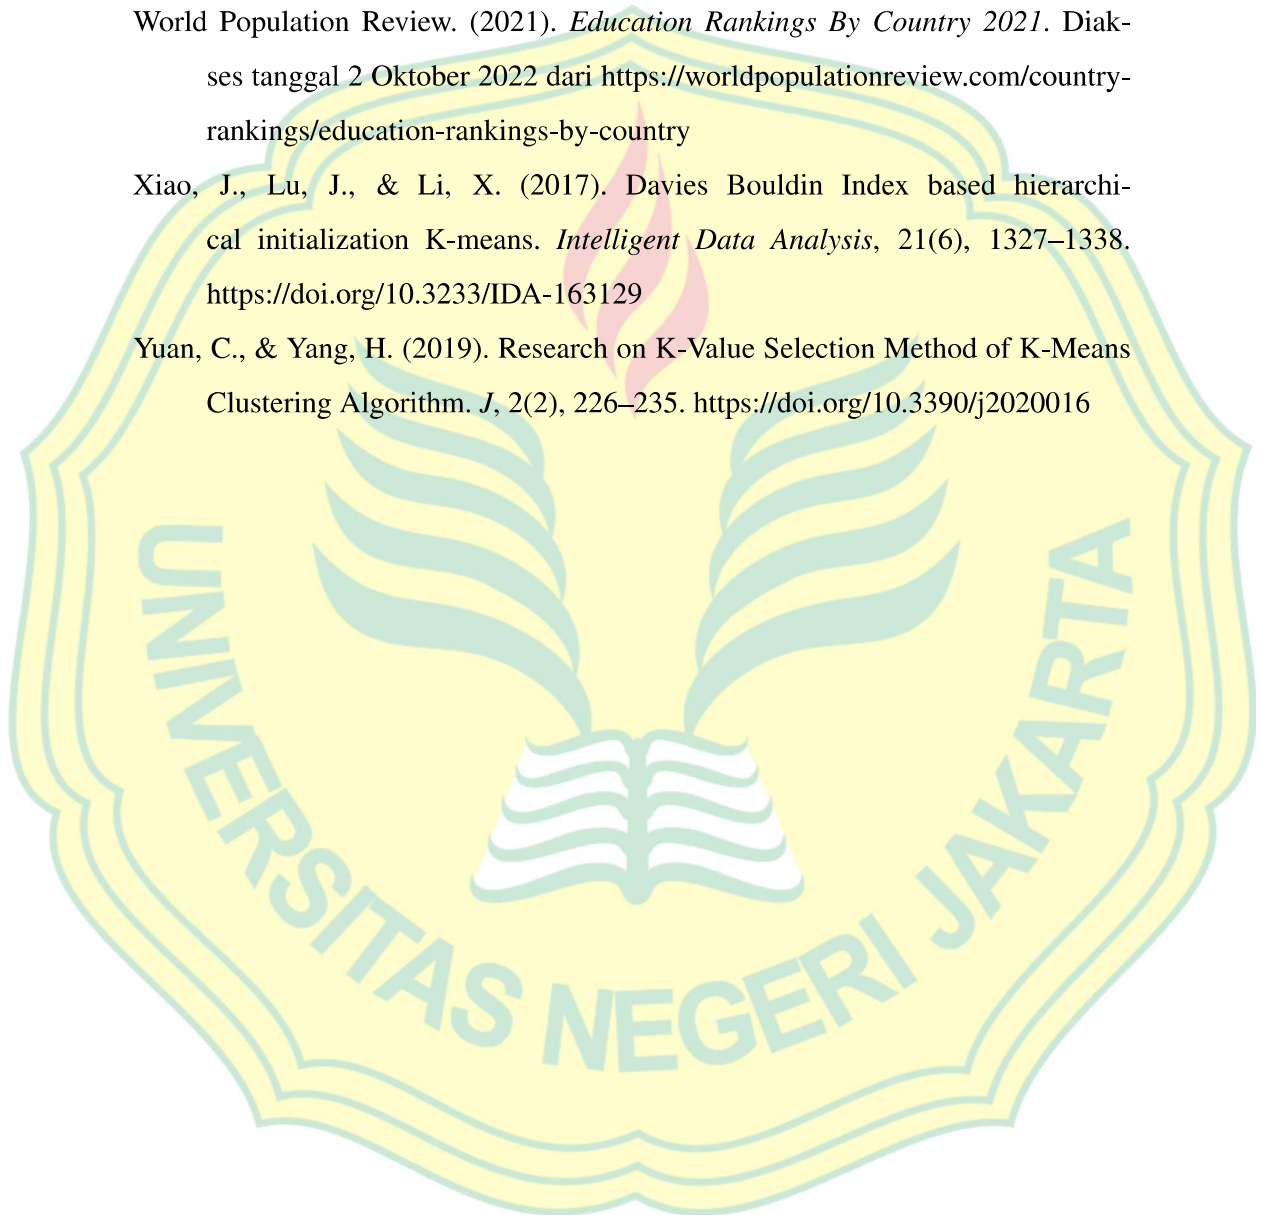 World Population Review. (2021). Education Rankings By Country 2021. Diak-
ses tanggal 2 Oktober 2022 dari https://worldpopulationreview.com/country-
rankings/education-rankings-by-country
Xiao, J., Lu, J., & Li, X. (2017). Davies Bouldin Index based hierarchi-
cal initialization K-means. Intelligent Data Analysis, 21(6), 1327–1338.
https://doi.org/10.3233/IDA-163129
Yuan, C., & Yang, H. (2019). Research on K-Value Selection Method of K-Means
Clustering Algorithm. J, 2(2), 226–235. https://doi.org/10.3390/j2020016
UNIVERSITAS NEGERI JAKARTA